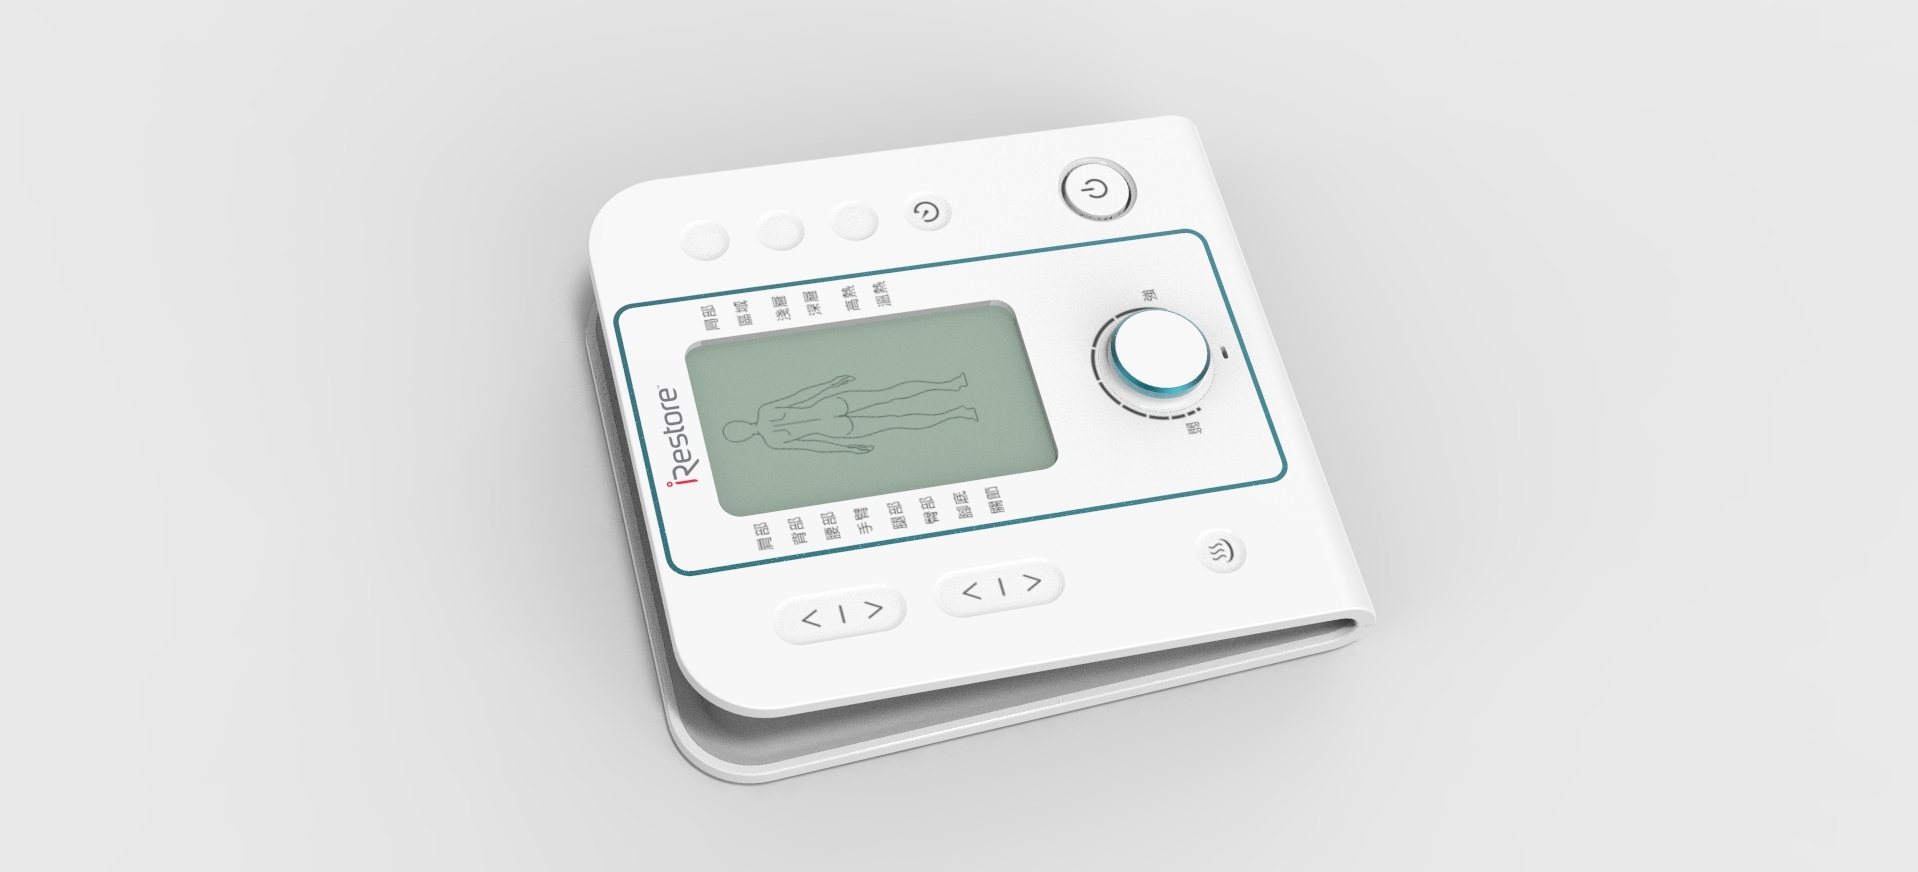 iRestore™
局部
區域
淺層
深層
高熱
溫熱
肩部
背部
腰部
手臂
腿部
臀部
腳底
關節
強
弱
< | >
< | >